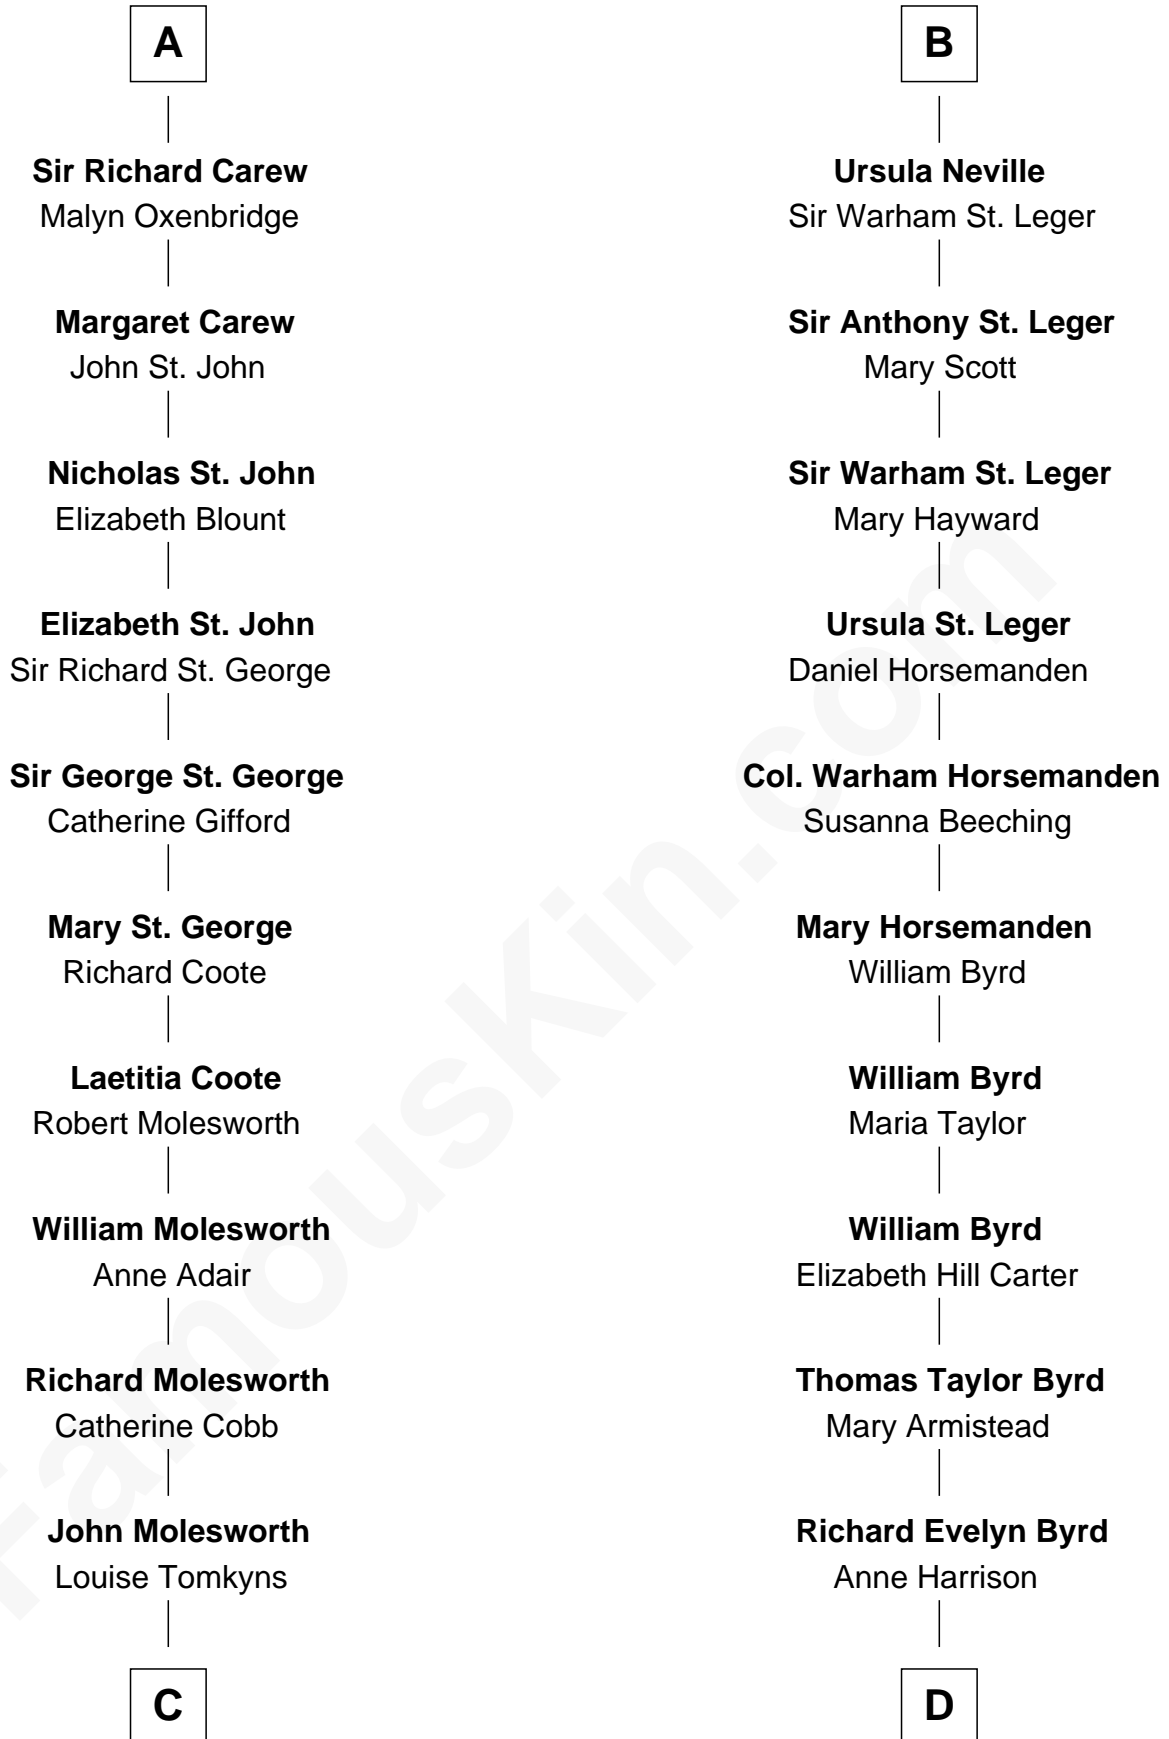 A
Sir Richard Carew
Malyn Oxenbridge
Margaret Carew
John St. John
Nicholas St. John
Elizabeth Blount
Elizabeth St. John
Sir Richard St. George
Sir George St. George
Catherine Gifford
Mary St. George
Richard Coote
Laetitia Coote
Robert Molesworth
William Molesworth
Anne Adair
Richard Molesworth
Catherine Cobb
John Molesworth
Louise Tomkyns
C
B
Ursula Neville
Sir Warham St. Leger
Sir Anthony St. Leger
Mary Scott
Sir Warham St. Leger
Mary Hayward
Ursula St. Leger
Daniel Horsemanden
Col. Warham Horsemanden
Susanna Beeching
Mary Horsemanden
William Byrd
William Byrd
Maria Taylor
William Byrd
Elizabeth Hill Carter
Thomas Taylor Byrd
Mary Armistead
Richard Evelyn Byrd
Anne Harrison
D
FamousKin.com